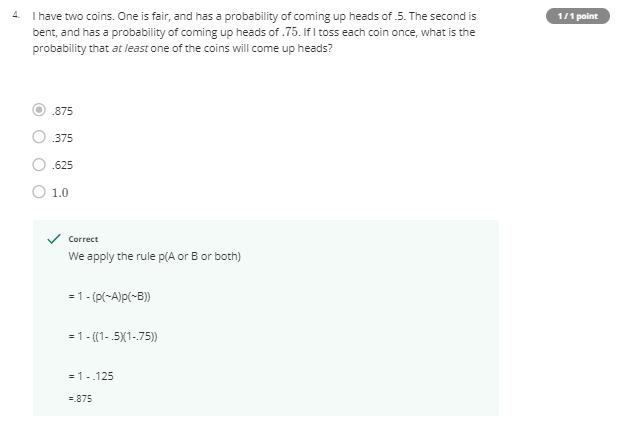 4. I have two coins. One is fair, and has a probability of coming up heads of .5. The second is
1 / 1 point
bent, and has a probability of coming up heads of .75. If I toss each coin once, what is the
probability that at least one of the coins will come up heads?
.875
.375
.625
1.0
Correct
We apply the rule p(A or B or both)
= 1 - (p(~A)p(~B))
= 1 - ((1- .5)(1-.75))
= 1 - .125
=.875